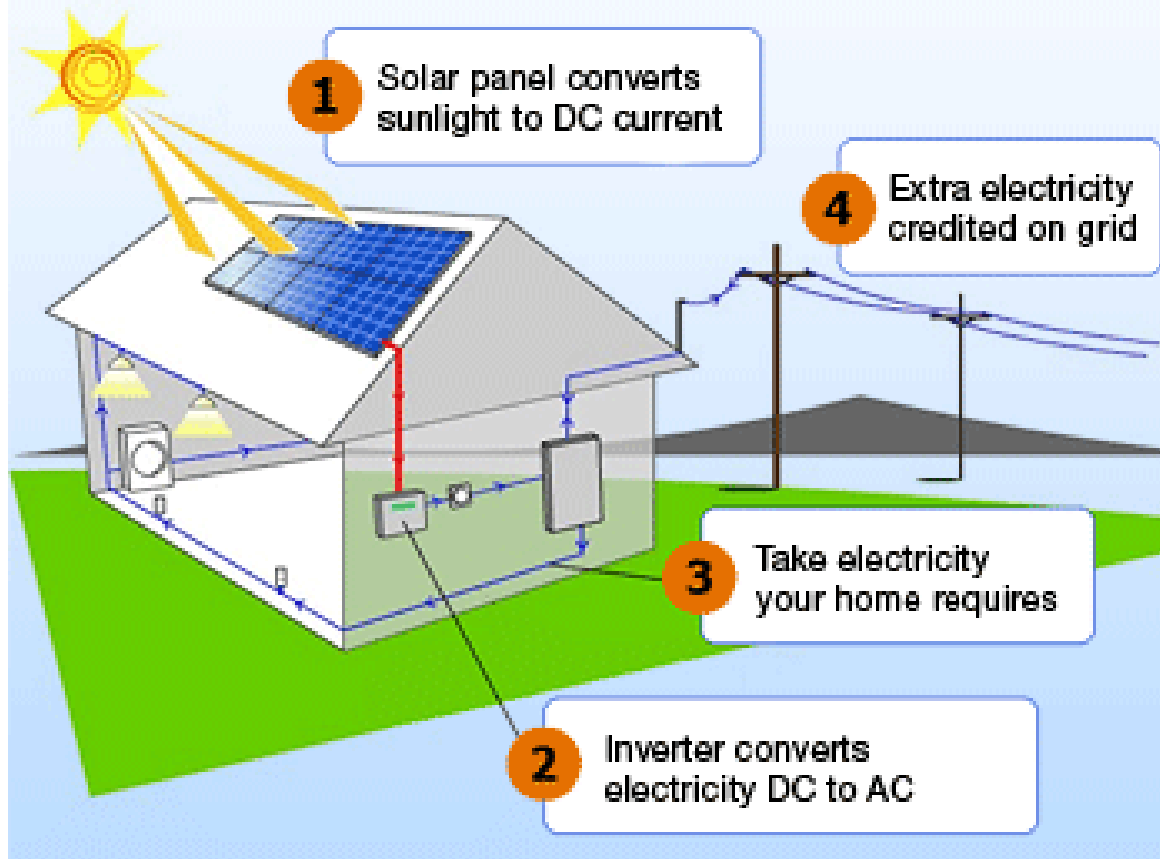 1
Solar panel converts
sunlight to DC current
4
Extra electricity
credited on grid
3
Take electricity
your home requires
2
Inverter converts
electricity DC to AC